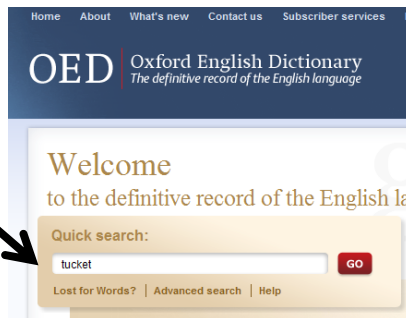 Home About What's new Contact us Subscriber services
OED Oxford English Dictionary
The definitive record of the English language
Welcome
to the definitive record of the English la
Quick search:
tucket
GO
Lost for Words? | Advanced search | Help